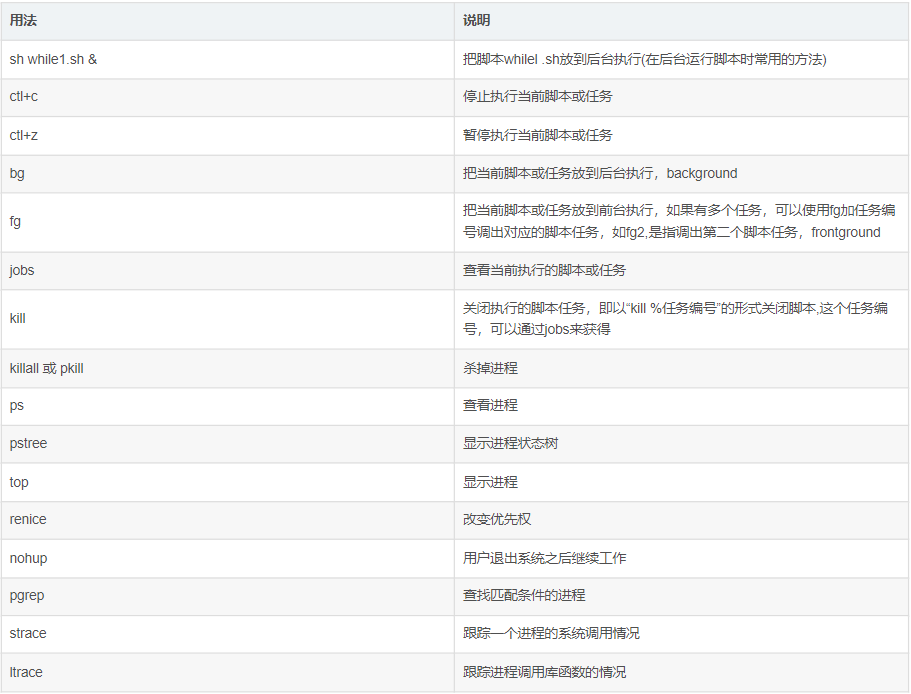 用法 说明
sh while1.sh & 把脚本whilel .sh放到后台执行(在后台运行脚本时常用的方法)
ctl+c 停止执行当前脚本或任务
ctl+z 暂停执行当前脚本或任务
bg 把当前脚本或任务放到后台执行，background
fg 把当前脚本或任务放到前台执行，如果有多个任务，可以使用fg加任务编
号调出对应的脚本任务，如fg2,是指调出第二个脚本任务，frontground
jobs 查看当前执行的脚本或任务
kill 关闭执行的脚本任务，即以“kill %任务编号”的形式关闭脚本,这个任务编
号，可以通过jobs来获得
killall 或 pkill 杀掉进程
ps 查看进程
pstree 显示进程状态树
top 显示进程
renice 改变优先权
nohup 用户退出系统之后继续工作
pgrep 查找匹配条件的进程
strace 跟踪一个进程的系统调用情况
ltrace 跟踪进程调用库函数的情况